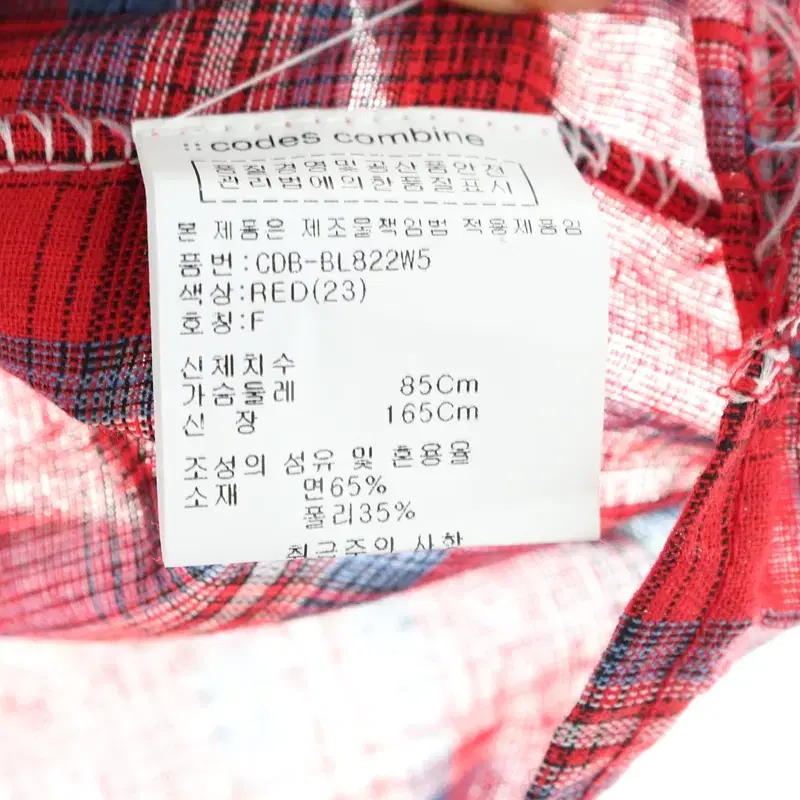 :: codes combine
품질경영및공산품안전
관리법에의한품질표시
본 제품은 제조물책임법 적용제품임
품번:CDB-BL822W5
색상:RED(23)
호칭:F
신체치수
가슴둘레 85Cm
신 장 165Cm
조성의 섬유 및 혼용율
소재 면65%
폴리35%
취급주의 사항